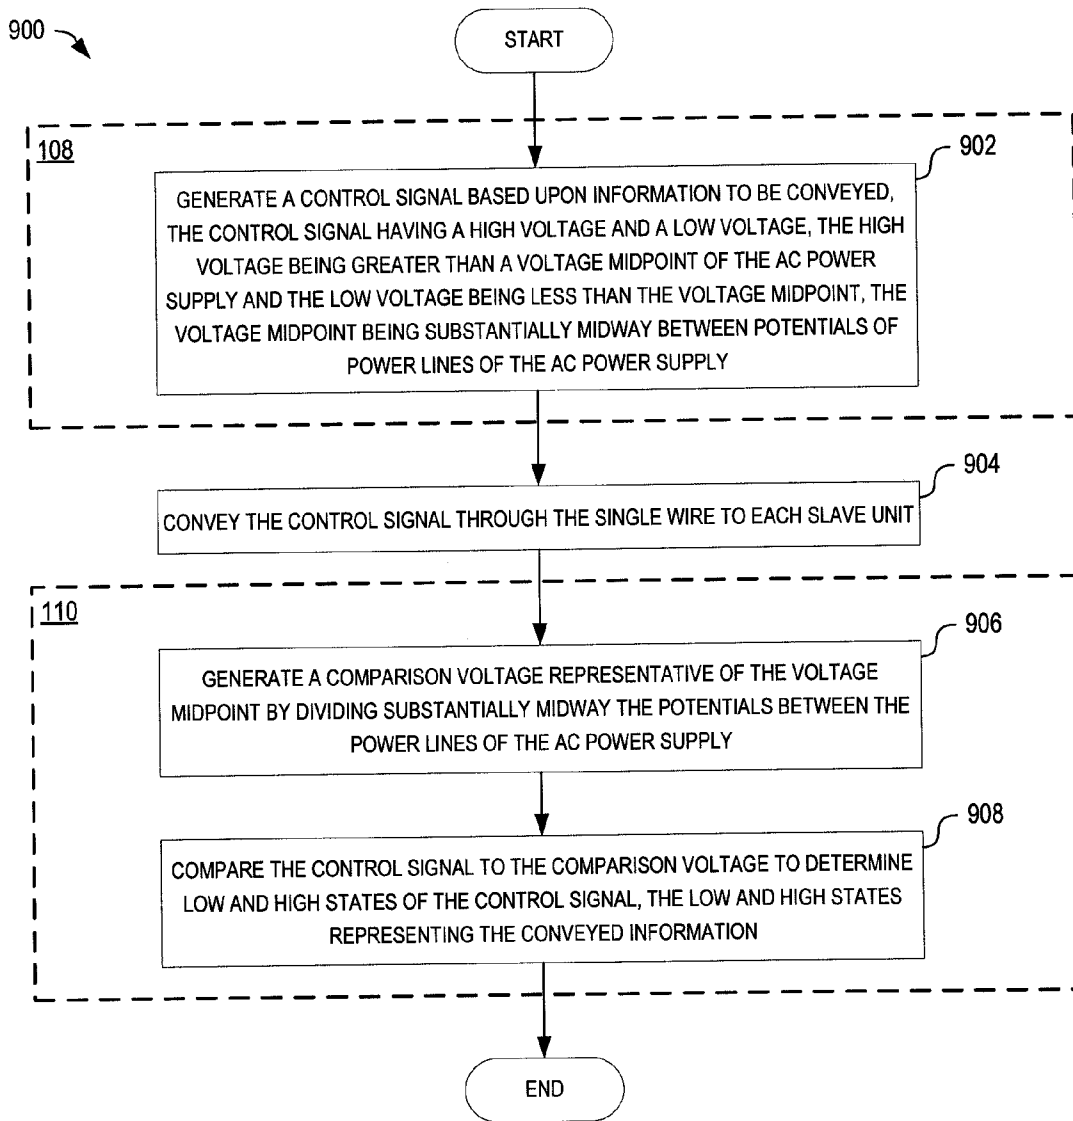 900
START
108
902
GENERATE A CONTROL SIGNAL BASED UPON INFORMATION TO BE CONVEYED,
THE CONTROL SIGNAL HAVING A HIGH VOLTAGE AND A LOW VOLTAGE, THE HIGH
VOLTAGE BEING GREATER THAN A VOLTAGE MIDPOINT OF THE AC POWER
SUPPLY AND THE LOW VOLTAGE BEING LESS THAN THE VOLTAGE MIDPOINT, THE
VOLTAGE MIDPOINT BEING SUBSTANTIALLY MIDWAY BETWEEN POTENTIALS OF
POWER LINES OF THE AC POWER SUPPLY
904
CONVEY THE CONTROL SIGNAL THROUGH THE SINGLE WIRE TO EACH SLAVE UNIT
110
906
GENERATE A COMPARISON VOLTAGE REPRESENTATIVE OF THE VOLTAGE
MIDPOINT BY DIVIDING SUBSTANTIALLY MIDWAY THE POTENTIALS BETWEEN THE
POWER LINES OF THE AC POWER SUPPLY
908
COMPARE THE CONTROL SIGNAL TO THE COMPARISON VOLTAGE TO DETERMINE
LOW AND HIGH STATES OF THE CONTROL SIGNAL, THE LOW AND HIGH STATES
REPRESENTING THE CONVEYED INFORMATION
END